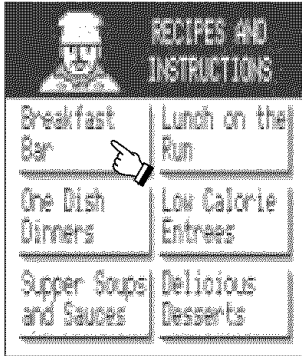 RECIPES AND
INSTRUCTIONS
Breakfast
Bar
Lunch on the
Run
One Dish
Dinners
Low Calorie
Entrees
Supper Soups
and Sauces
Delicious
Desserts